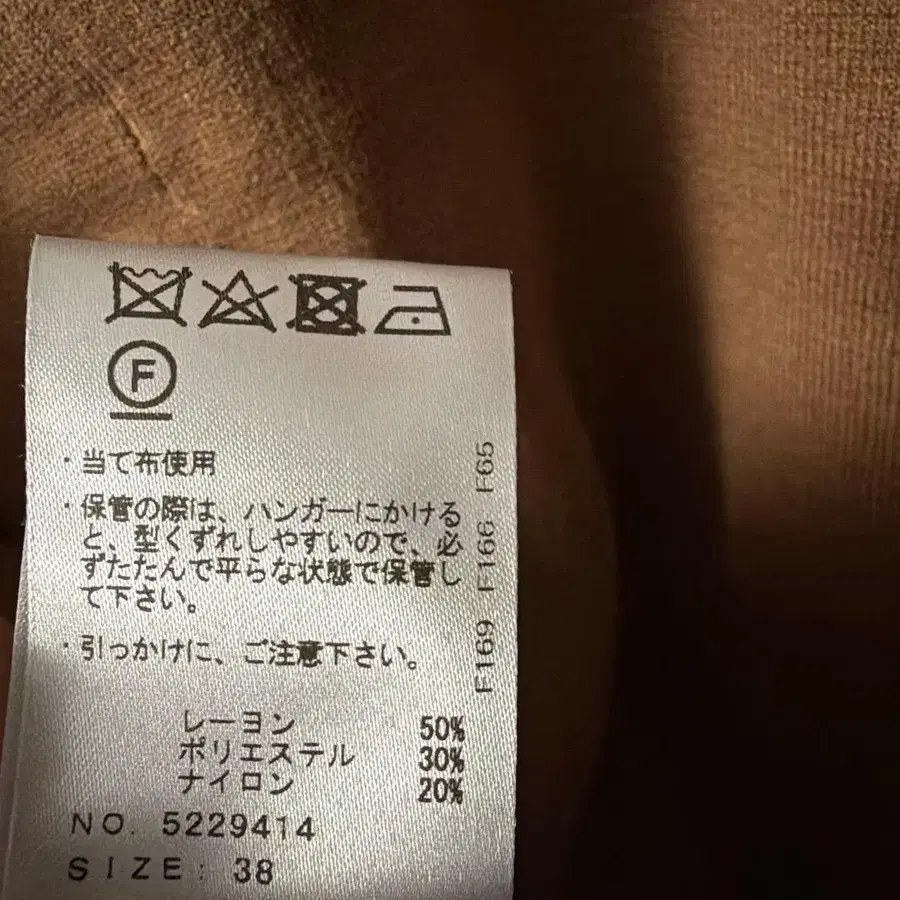 F
・当て布使用
・保管の際は、ハンガーにかける
と、型くずれしやすいので、必
ずたたんで平らな状態で保管し
て下さい。
・引っかけに、ご注意下さい。
レーヨン 50%
ポリエステル 30%
ナイロン 20%
NO. 5229414
SIZE: 38
F169 F166 F65